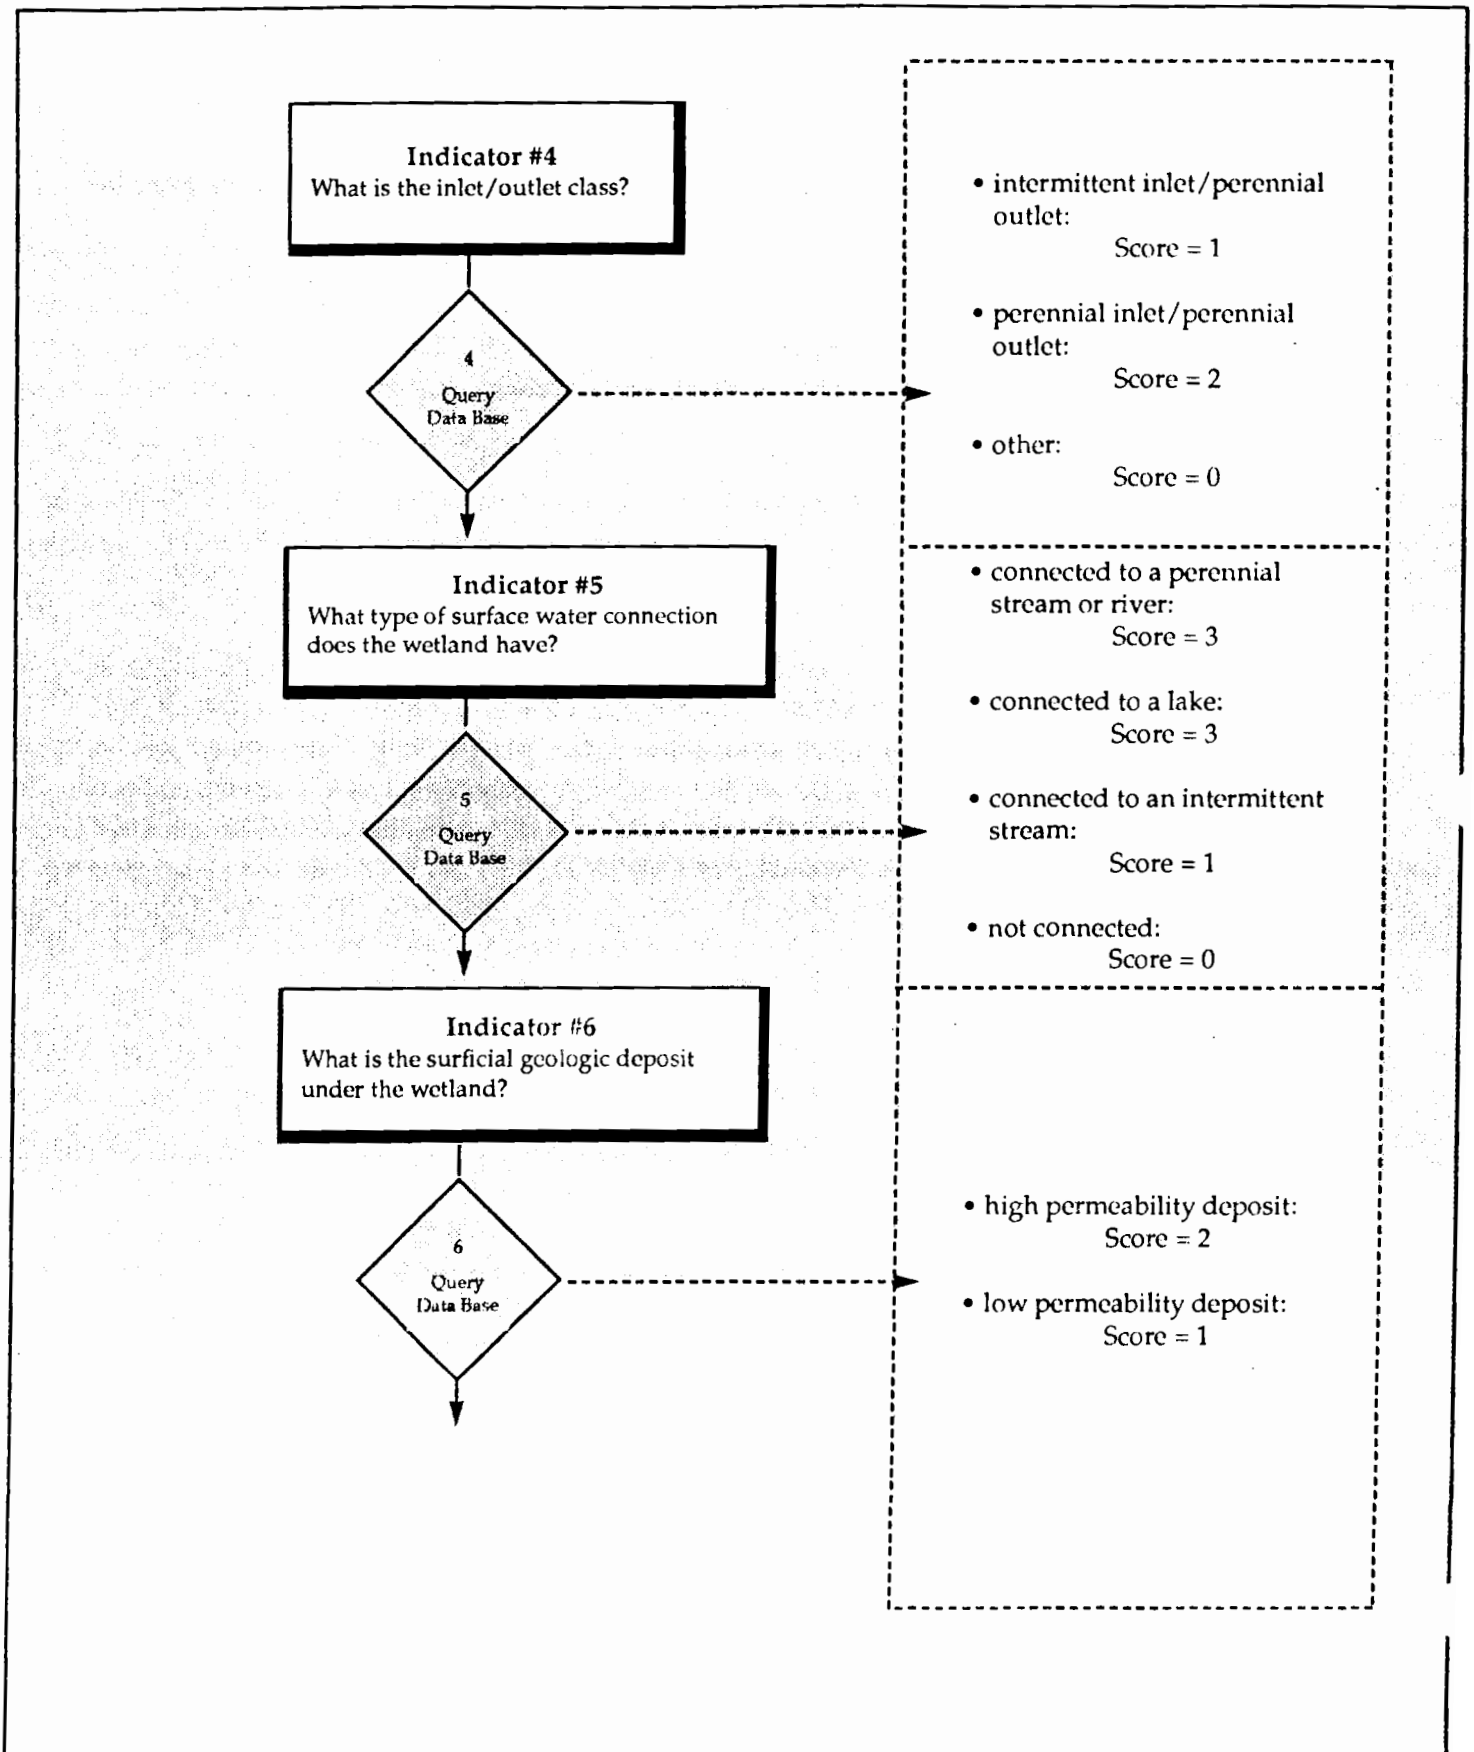 Indicator #4
What is the inlet/outlet class?
4
Query
Data Base
• intermittent inlet/perennial
outlet:
Score = 1
• perennial inlet/perennial
outlet:
Score = 2
• other:
Score = 0
Indicator #5
What type of surface water connection
does the wetland have?
5
Query
Data Base
• connected to a perennial
stream or river:
Score = 3
• connected to a lake:
Score = 3
• connected to an intermittent
stream:
Score = 1
• not connected:
Score = 0
Indicator #6
What is the surficial geologic deposit
under the wetland?
6
Query
Data Base
• high permeability deposit:
Score = 2
• low permeability deposit:
Score = 1